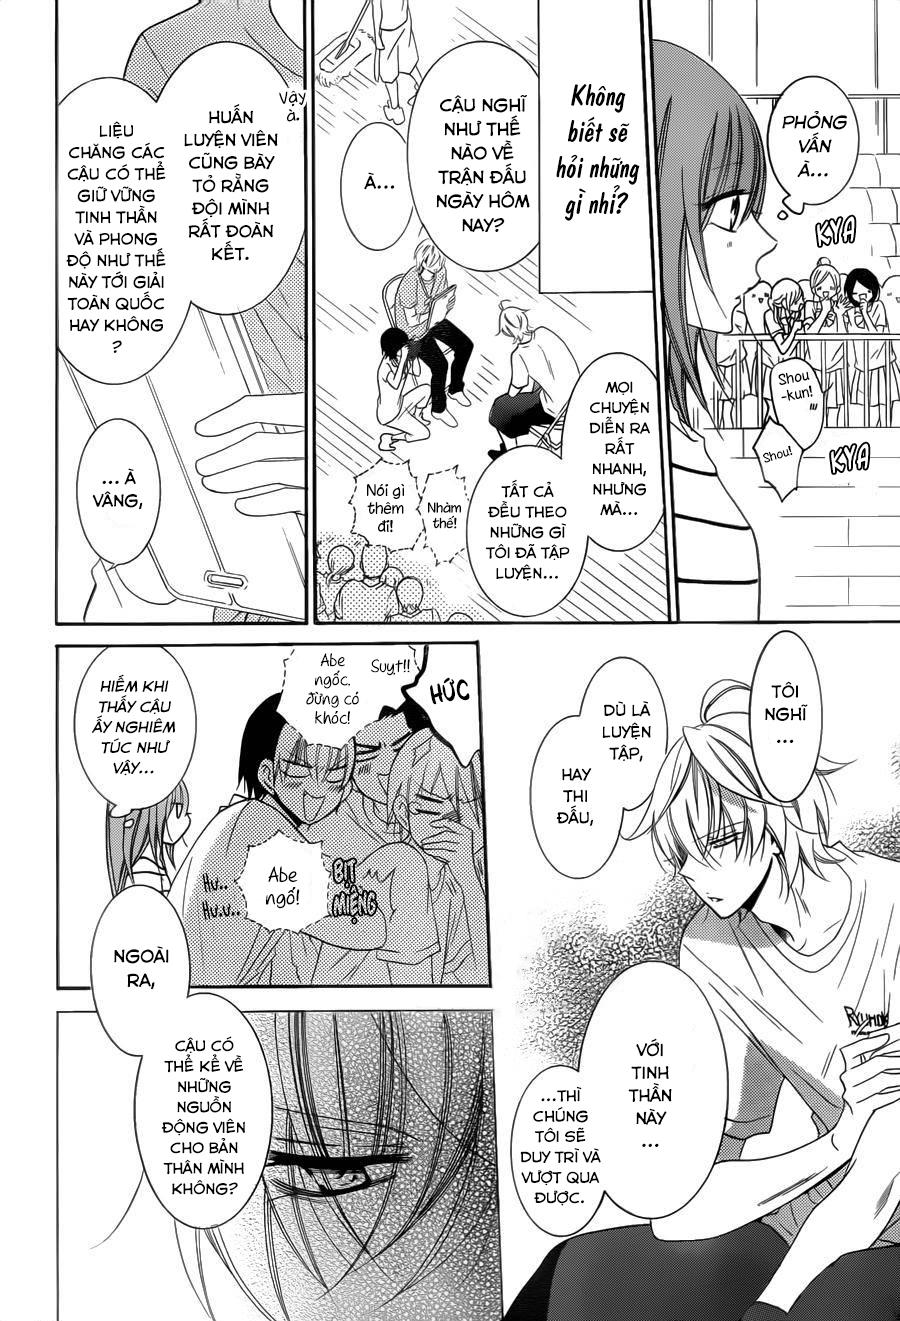 PHỎNG
VẤN
À...
KYA
Shou
-kun!
Shou!
KYA
Không
biết sẽ
hỏi những
gì nhỉ?
CẬU NGHĨ
NHƯ THẾ
NÀO VỀ
TRẬN ĐẤU
NGÀY HÔM
NAY?
À...
MỌI
CHUYỆN
DIỄN RA
RẤT
NHANH,
NHƯNG
MÀ...
TẤT CẢ
ĐỀU THEO
NHỮNG GÌ
TÔI ĐÃ TẬP
LUYỆN...
Nhàm
thế!
Nói gì
thêm
đi!
Vậy
à.
HUẤN
LUYỆN VIÊN
CŨNG BÀY
TỎ RẰNG
ĐỘI MÌNH
RẤT ĐOÀN
KẾT.
LIỆU
CHĂNG CÁC
CẬU CÓ THỂ
GIỮ VỮNG
TINH THẦN
VÀ PHONG
ĐỘ NHƯ THẾ
NÀY TỚI GIẢI
TOÀN QUỐC
HAY KHÔNG
?
... À
VÂNG,
TÔI
NGHĨ
...
DÙ LÀ
LUYỆN
TẬP,
HAY
THI
ĐẤU,
VỚI
TINH
THẦN
NÀY
...
...THÌ
CHÚNG
TÔI SẼ
DUY TRÌ VÀ
VƯỢT QUA
ĐƯỢC.
HỨC
Suỵt!!
Abe
ngốc.
đừng có
khóc!
HIẾM KHI
THẤY CẬU
ẤY NGHIÊM
TÚC NHƯ
VẬY...
Abe
ngố!
BỊT
MIỆNG
Hư..
Hư.u..
NGOÀI
RA,
CẬU CÓ
THỂ KỂ VỀ
NHỮNG
NGUỒN
ĐỘNG VIÊN
CHO BẢN
THÂN MÌNH
KHÔNG?